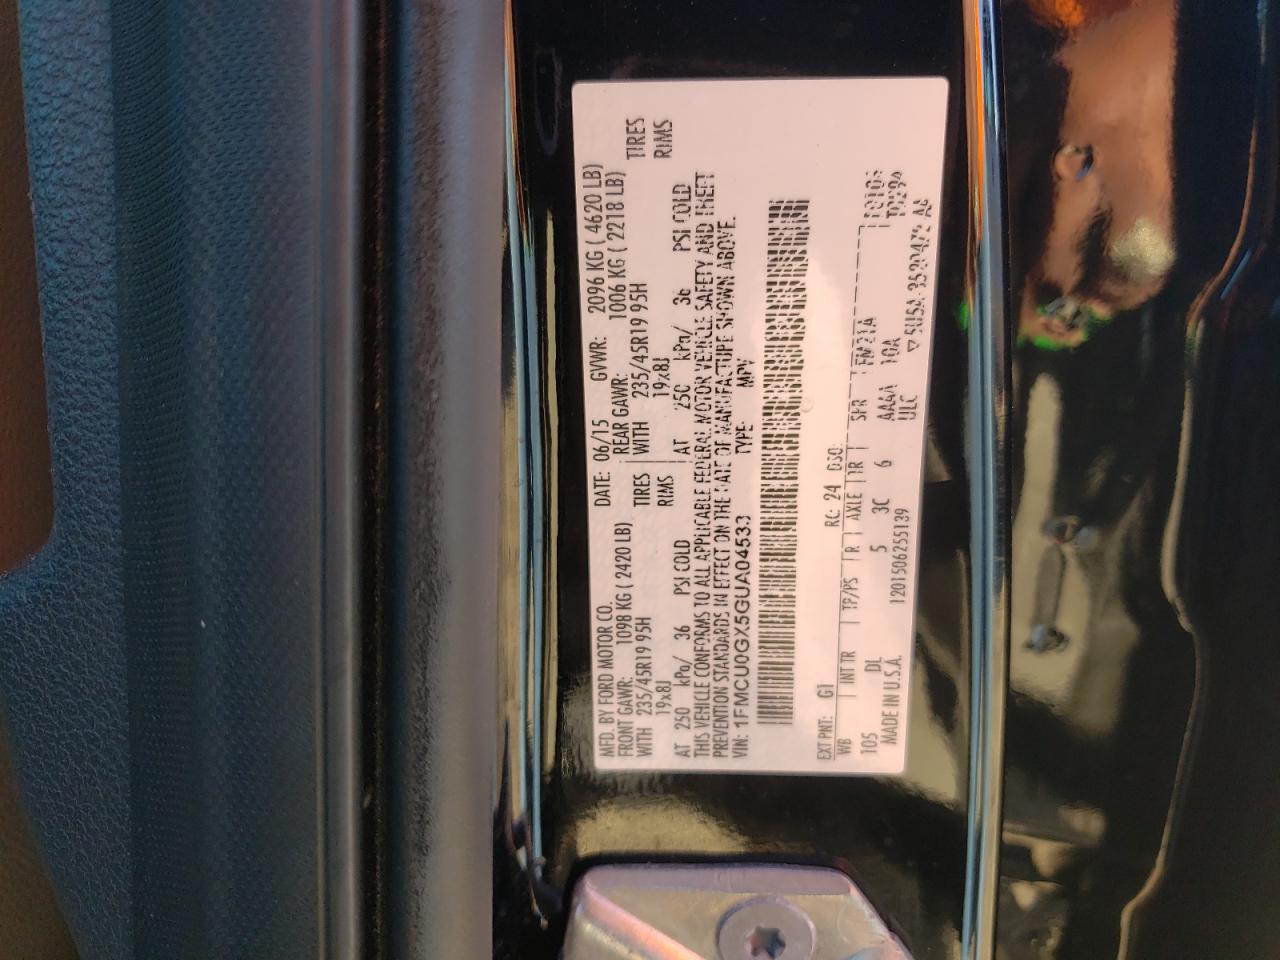 MFD. BY FORD MOTOR CO. DATE: 06/15 GVWR: 2096 KG ( 4620 LB)
FRONT GAWR: 1098 KG ( 2420 LB) REAR GAWR: 1006 KG ( 2218 LB)
WITH 235/45R19 95H TIRES WITH 235/45R19 95H TIRES
19x8J RIMS 19x8J RIMS
AT 250 kPa/ 36 PSI COLD AT 250 kPa/ 36 PSI COLD
THIS VEHICLE CONFORMS TO ALL APPLICABLE FEDERAL MOTOR VEHICLE SAFETY AND THEFT
PREVENTION STANDARDS IN EFFECT ON THE DATE OF MANUFACTURE SHOWN ABOVE.
VIN: 1FMCU0GX5GUA04533 TYPE: MPV
EXT PNT: G1 RC: 24 DSO:
WB INT TR TP/PS R AXLE TR SPR
105 DL 5 3C 6 AAAA 10A
MADE IN U.S.A. 1201506255139 ULC